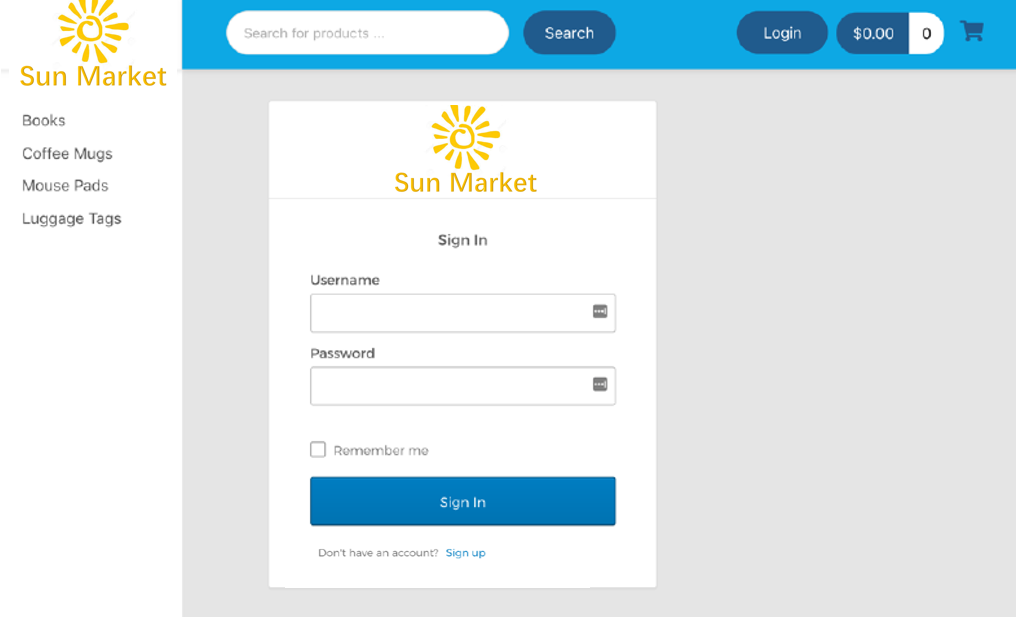 Search for products ...
Search
Login
$0.00
0
Sun Market
Books
Coffee Mugs
Mouse Pads
Luggage Tags
Sun Market
Sign In
Username
Password
Remember me
Sign In
Don't have an account? Sign up